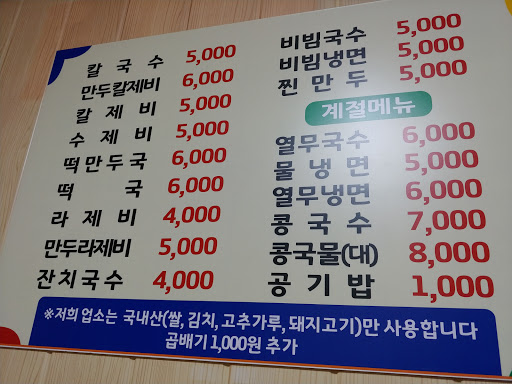 칼국수 5,000
만두칼제비 6,000
칼제비 5,000
수제비 5,000
떡만두국 6,000
떡국 6,000
라제비 4,000
만두라제비 5,000
잔치국수 4,000
비빔국수 5,000
비빔냉면 5,000
찐만두 5,000
계절메뉴
열무국수 6,000
물냉면 5,000
열무냉면 6,000
콩국수 7,000
콩국물(대) 8,000
공기밥 1,000
※저희 업소는 국내산(쌀, 김치, 고추가루, 돼지고기)만 사용합니다
곱배기 1,000원 추가